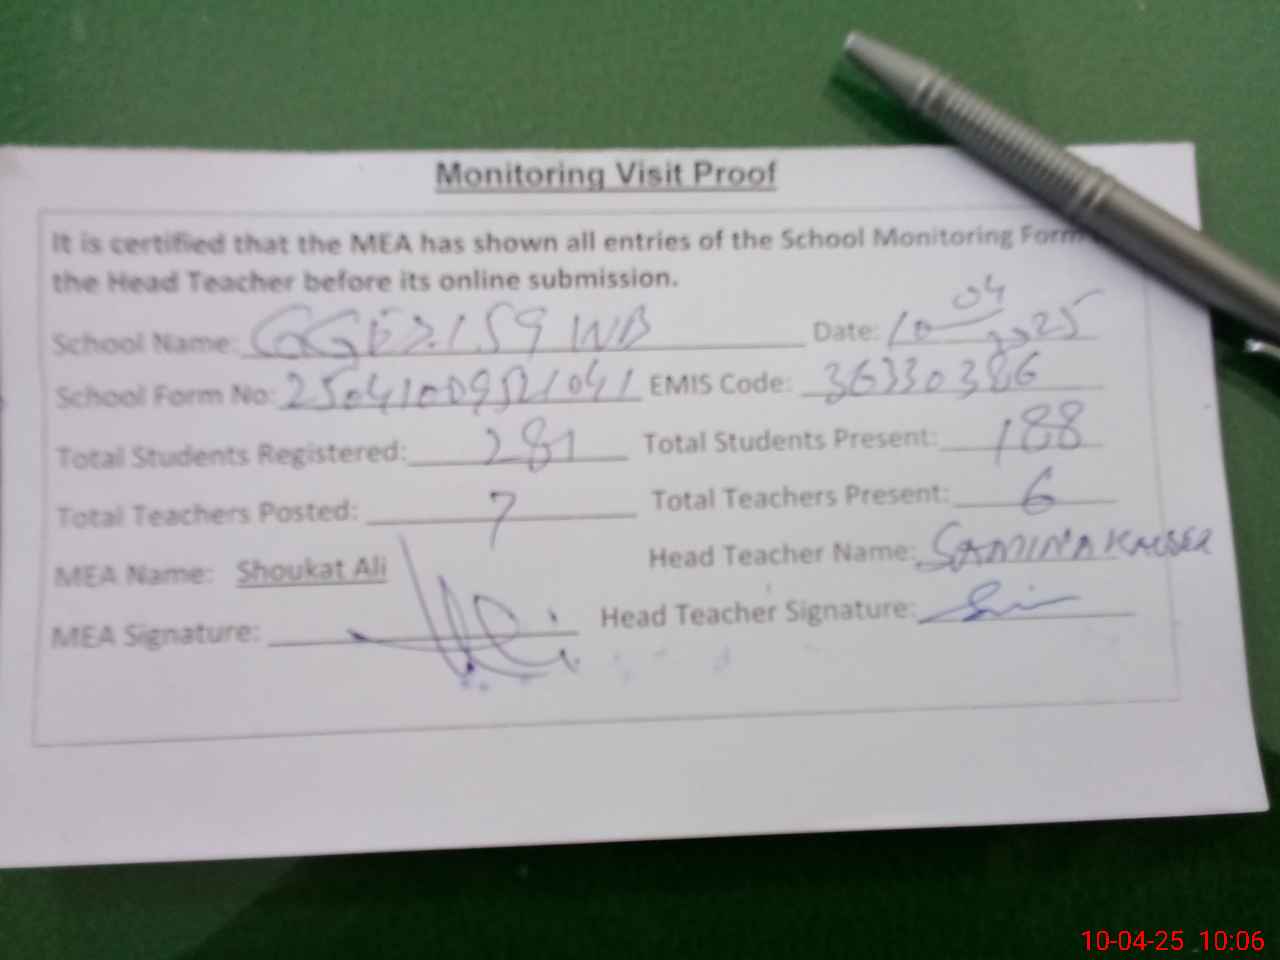 Monitoring Visit Proof
It is certified that the MEA has shown all entries of the School Monitoring Form
the Head Teacher before its online submission.
School Name: 159 WB Date: 10 04 2025
School Form No: EMIS Code: 36330386
Total Students Registered: 281 Total Students Present: 188
Total Teachers Posted: 7 Total Teachers Present: 6
MEA Name: Shoukat Ali Head Teacher Name: SAMINA KAUSER
MEA Signature: Head Teacher Signature:
10-04-25 10:06